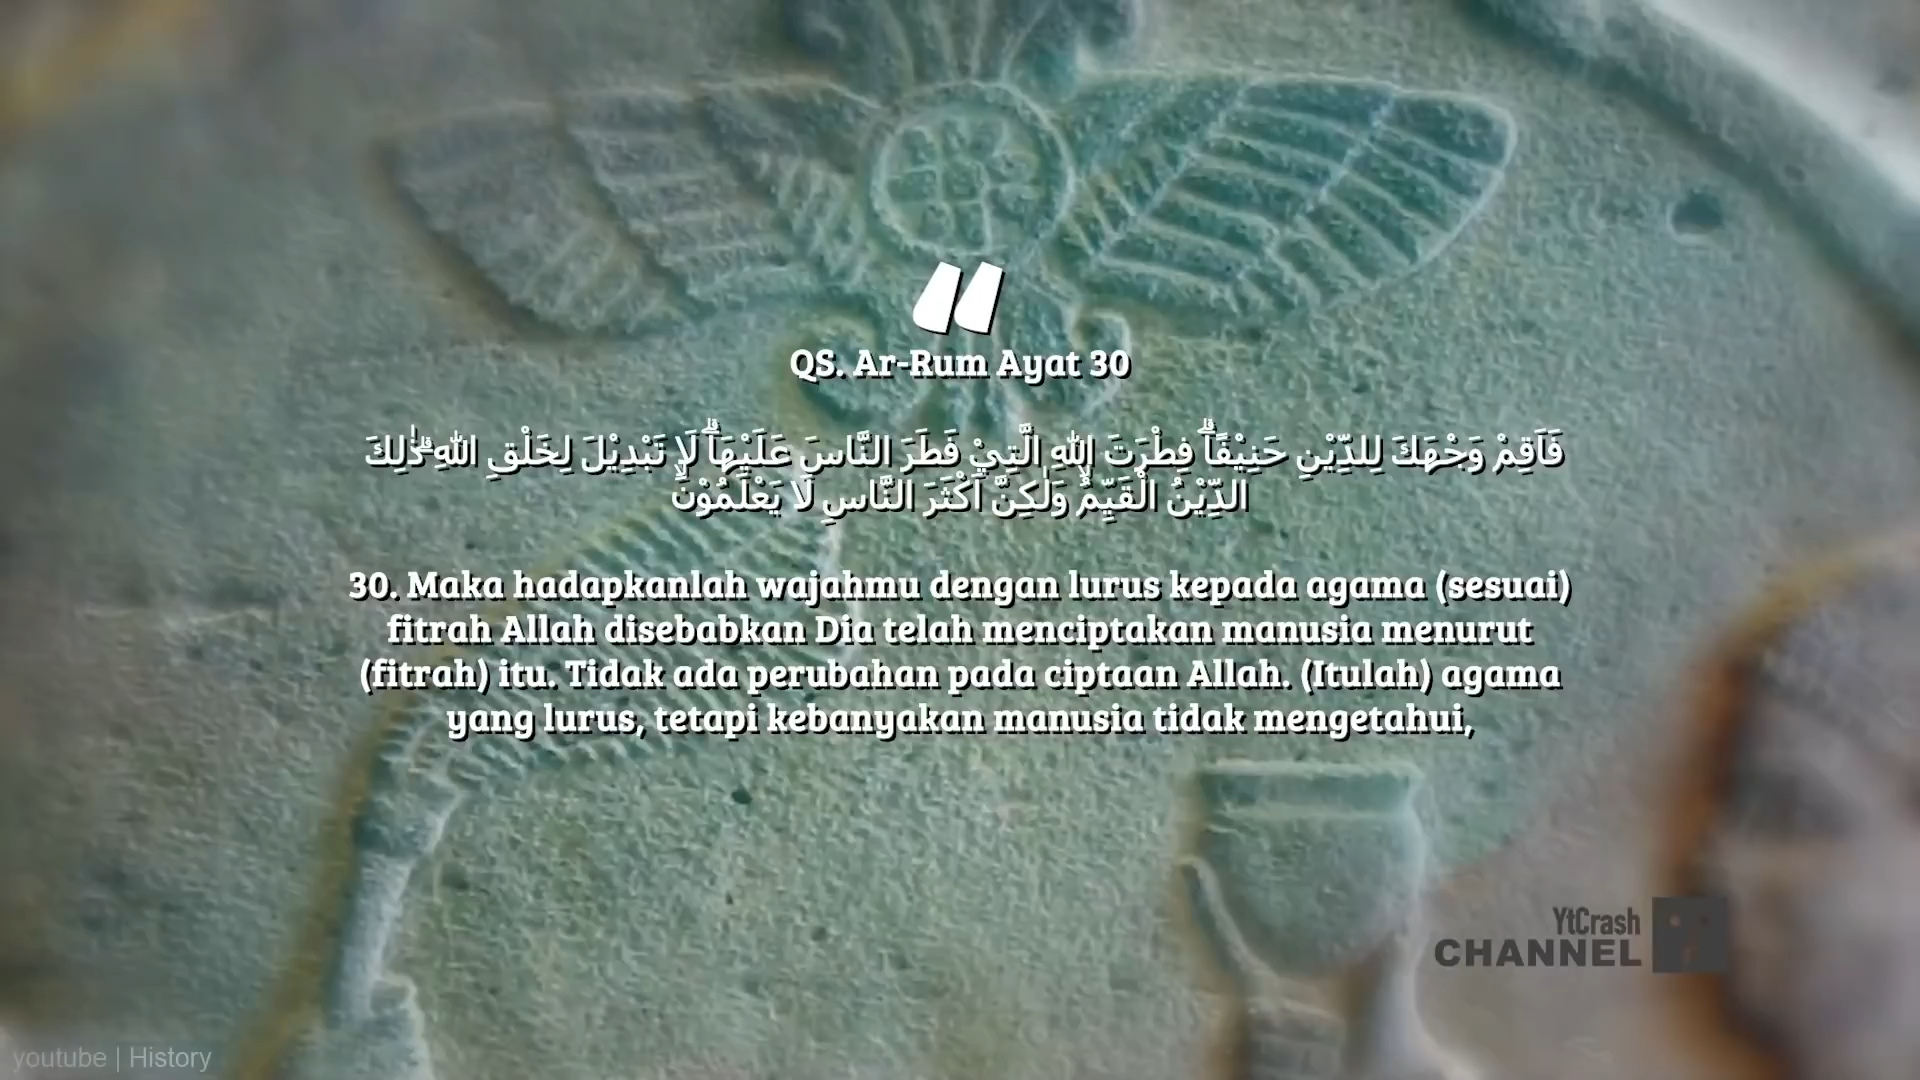 QS. Ar-Rum Ayat 30
فَاَقِمْ وَجْهَكَ لِلدِّيْنِ حَنِيْفًاۗ فِطْرَتَ اللّٰهِ الَّتِيْ فَطَرَ النَّاسَ عَلَيْهَاۗ لَا تَبْدِيْلَ لِخَلْقِ اللّٰهِ ۗذٰلِكَ
الدِّيْنُ الْقَيِّمُۙ وَلٰكِنَّ اَكْثَرَ النَّاسِ لَا يَعْلَمُوْنَۙ
30. Maka hadapkanlah wajahmu dengan lurus kepada agama (sesuai)
fitrah Allah disebabkan Dia telah menciptakan manusia menurut
(fitrah) itu. Tidak ada perubahan pada ciptaan Allah. (Itulah) agama
yang lurus, tetapi kebanyakan manusia tidak mengetahui,
YtCrash
CHANNEL
youtube | History